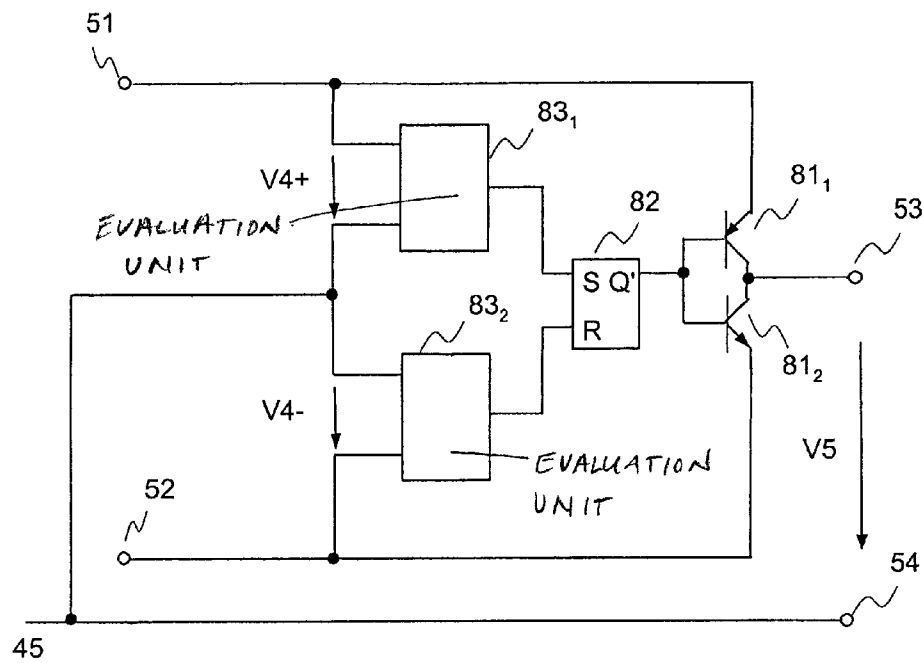 51
83₁
V4+
EVALUATION
UNIT
82
81₁
53
S Q'
R
83₂
81₂
V4-
V5
EVALUATION
UNIT
52
54
45